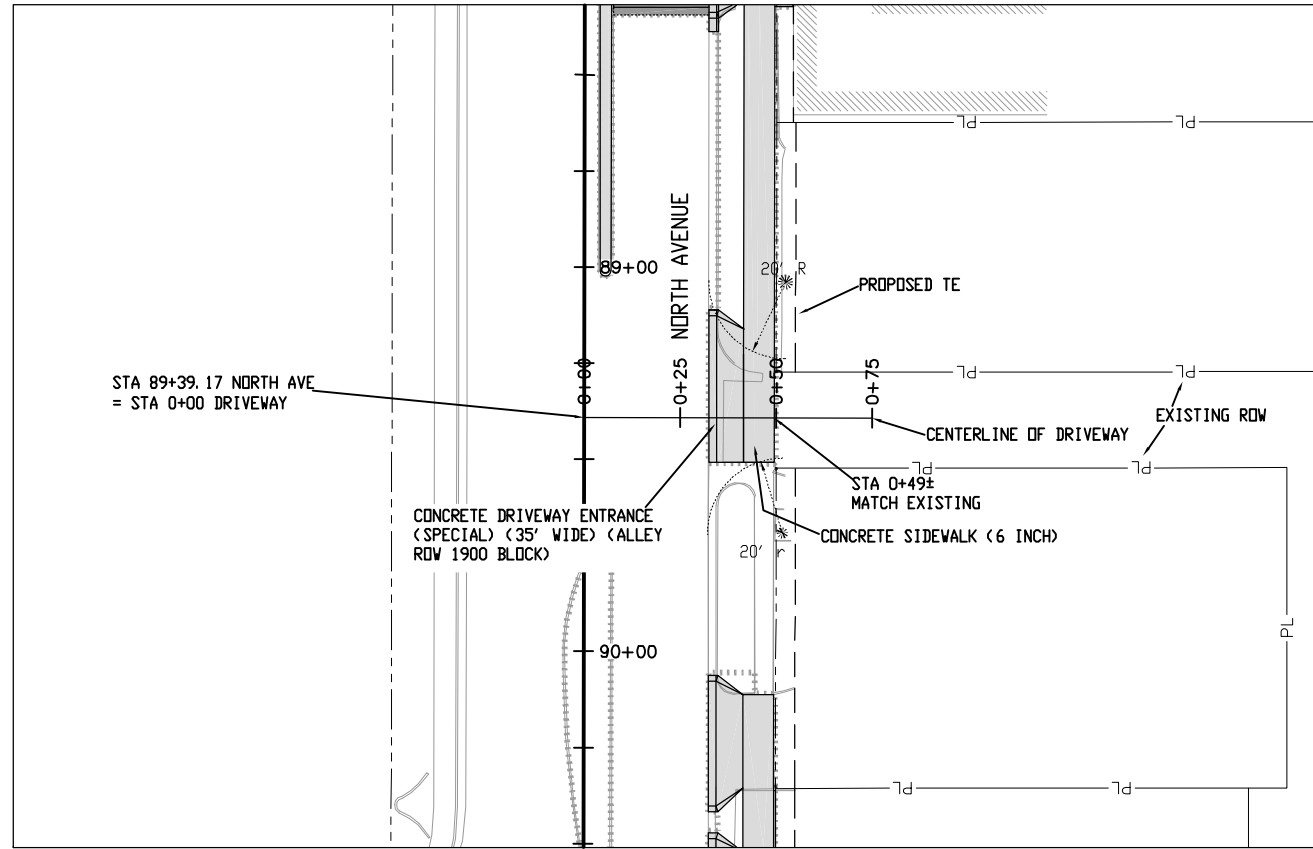 PL
PL
NORTH AVENUE
89+00
20' R
PROPOSED TE
0+00
0+25
0+50
0+75
PL
PL
STA 89+39.17 NORTH AVE
= STA 0+00 DRIVEWAY
EXISTING ROW
CENTERLINE OF DRIVEWAY
PL
PL
STA 0+49±
MATCH EXISTING
CONCRETE DRIVEWAY ENTRANCE
(SPECIAL) (35' WIDE) (ALLEY
ROW 1900 BLOCK)
CONCRETE SIDEWALK (6 INCH)
20' r
PL
90+00
PL
PL